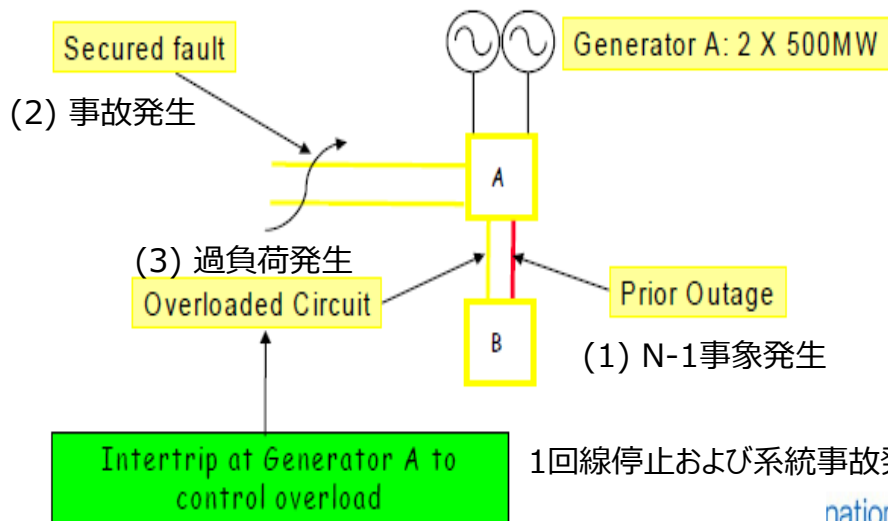 Secured fault
Generator A: 2 X 500MW
(2) 事故発生
A
(3) 過負荷発生
Overloaded Circuit
Prior Outage
B
(1) N-1事象発生
Intertrip at Generator A to
control overload
1回線停止および系統事故発
nation